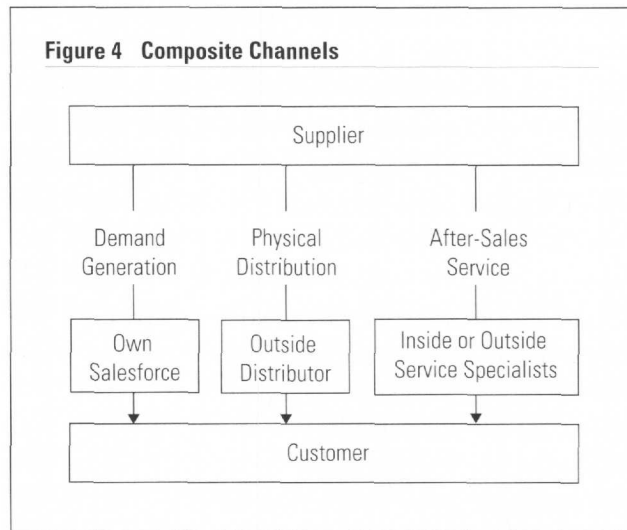 Figure 4 Composite Channels
Supplier
Demand
Generation
Physical
Distribution
After-Sales
Service
Own
Salesforce
Outside
Distributor
Inside or Outside
Service Specialists
Customer